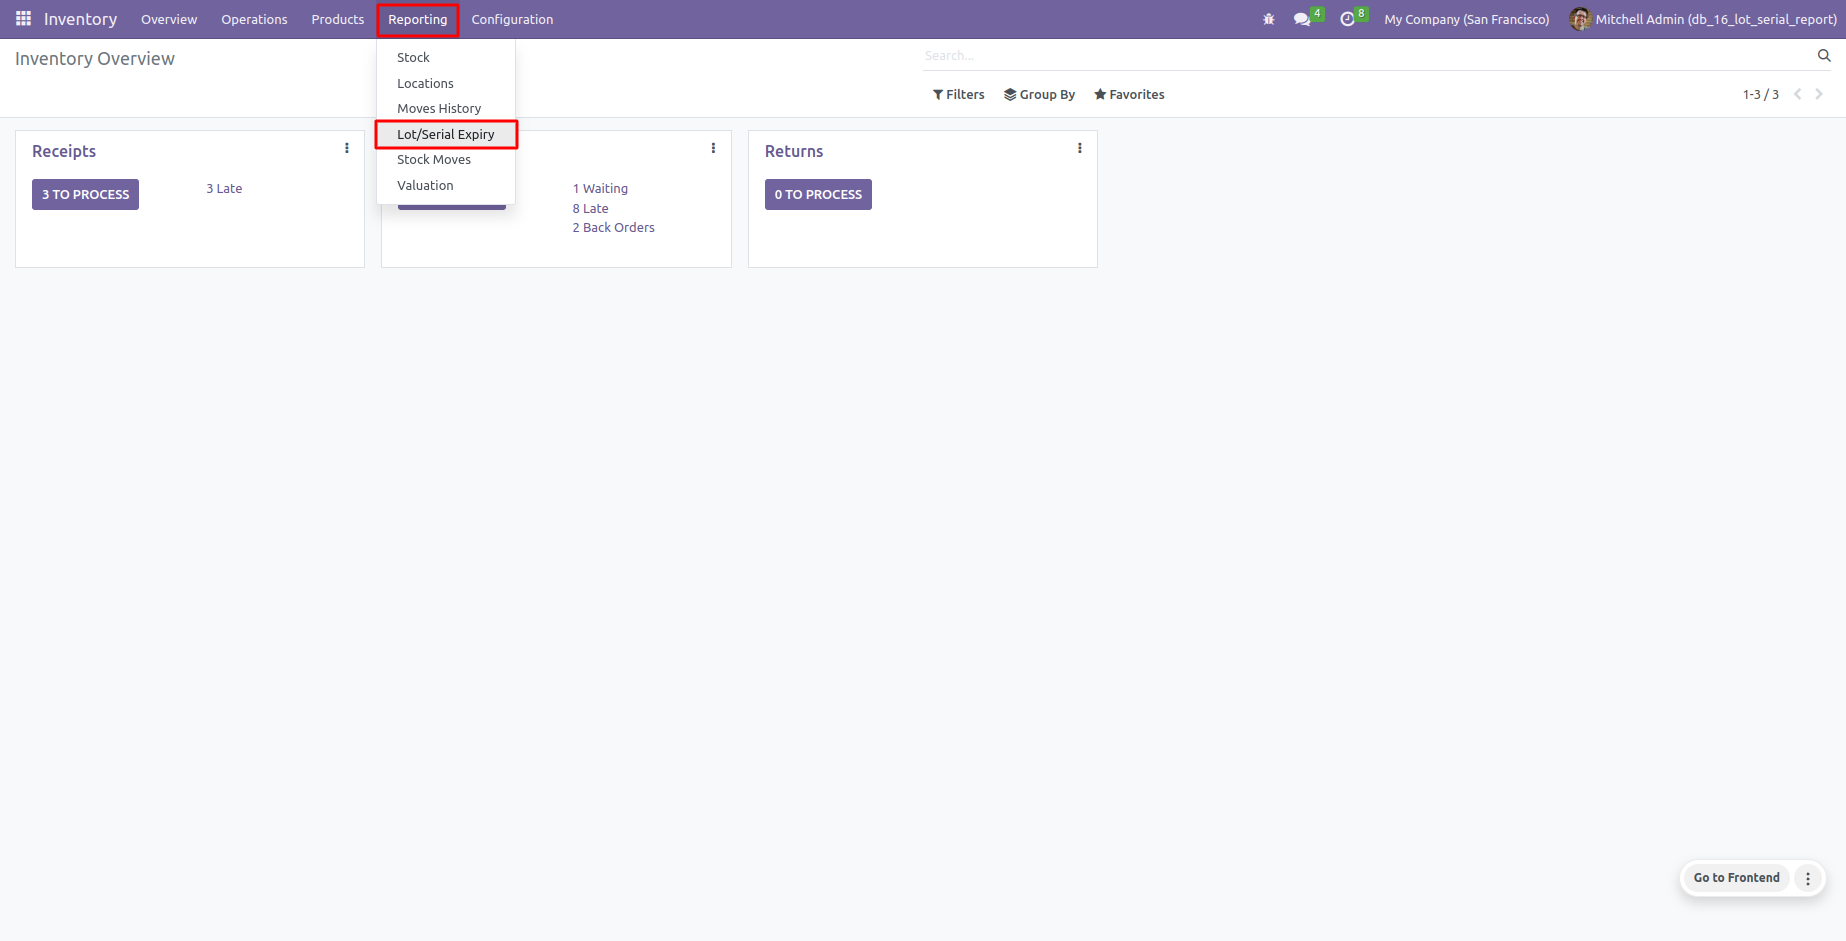 Inventory Overview Operations Products Reporting Configuration 4 8 My Company (San Francisco) Mitchell Admin (db_16_lot_serial_report)
Inventory Overview
Search...
Filters Group By Favorites 1-3 / 3
Stock
Locations
Moves History
Lot/Serial Expiry
Stock Moves
Valuation
Receipts
3 TO PROCESS 3 Late
1 Waiting
8 Late
2 Back Orders
Returns
0 TO PROCESS
Go to Frontend